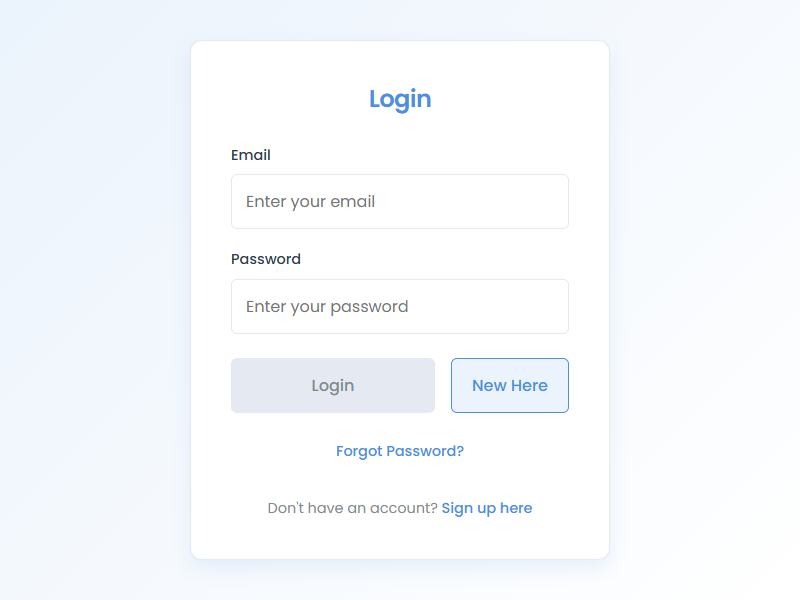 Login
Email
Enter your email
Password
Enter your password
Login New Here
Forgot Password?
Don't have an account? Sign up here